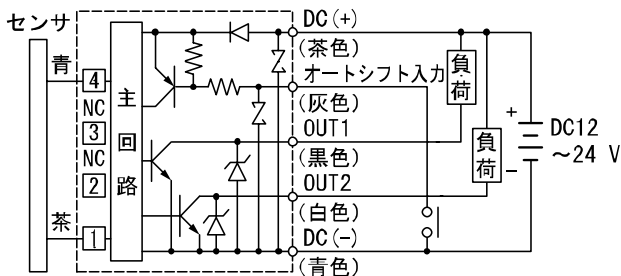 センサ
青
4
NC
3
NC
2
茶
1
主回路
DC(+)
(茶色)
オートシフト入力
(灰色)
OUT1
(黒色)
OUT2
(白色)
DC(-)
(青色)
負荷
負荷
+
-
DC12
~24 V